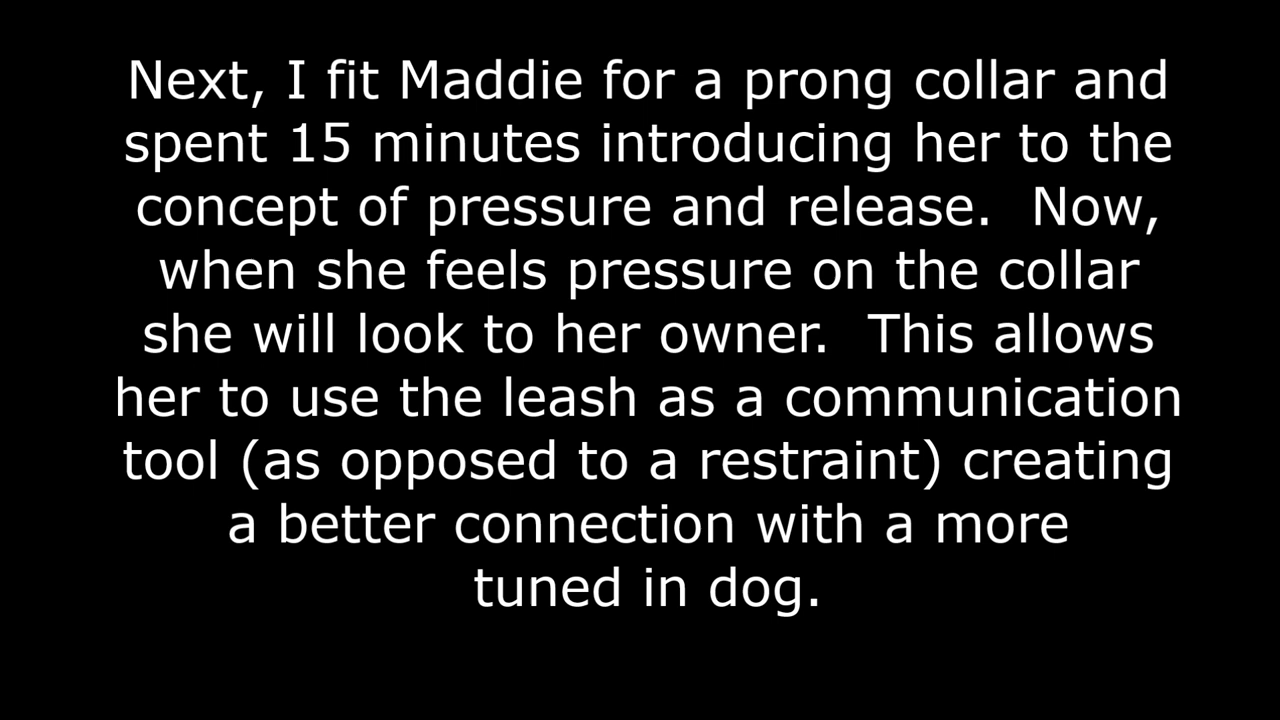 Next, I fit Maddie for a prong collar and
spent 15 minutes introducing her to the
concept of pressure and release.  Now,
when she feels pressure on the collar
she will look to her owner.  This allows
her to use the leash as a communication
tool (as opposed to a restraint) creating
a better connection with a more
tuned in dog.